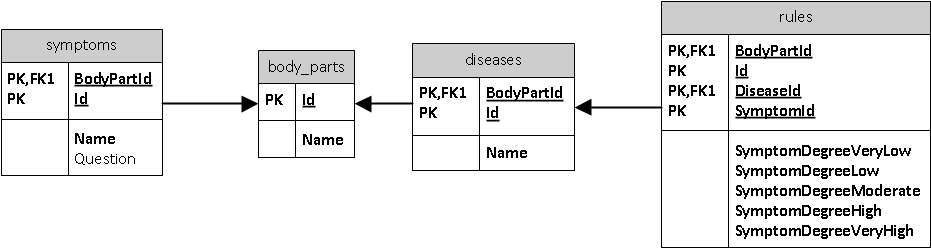 symptoms
PK,FK1 BodyPartId
PK Id
Name
Question
body_parts
PK Id
Name
diseases
PK,FK1 BodyPartId
PK Id
Name
rules
PK,FK1 BodyPartId
PK Id
PK,FK1 DiseaseId
PK SymptomId
SymptomDegreeVeryLow
SymptomDegreeLow
SymptomDegreeModerate
SymptomDegreeHigh
SymptomDegreeVeryHigh